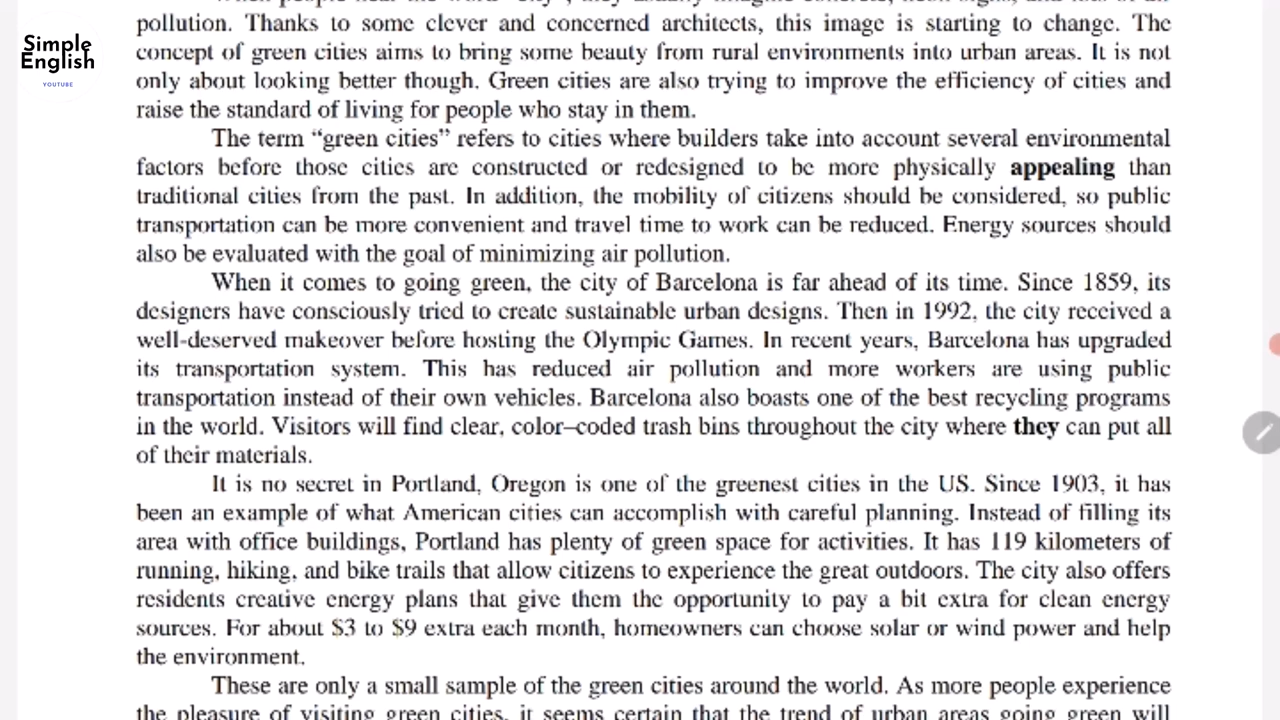 Simple
English
YOUTUBE
pollution. Thanks to some clever and concerned architects, this image is starting to change. The
concept of green cities aims to bring some beauty from rural environments into urban areas. It is not
only about looking better though. Green cities are also trying to improve the efficiency of cities and
raise the standard of living for people who stay in them.
The term “green cities” refers to cities where builders take into account several environmental
factors before those cities are constructed or redesigned to be more physically appealing than
traditional cities from the past. In addition, the mobility of citizens should be considered, so public
transportation can be more convenient and travel time to work can be reduced. Energy sources should
also be evaluated with the goal of minimizing air pollution.
When it comes to going green, the city of Barcelona is far ahead of its time. Since 1859, its
designers have consciously tried to create sustainable urban designs. Then in 1992, the city received a
well-deserved makeover before hosting the Olympic Games. In recent years, Barcelona has upgraded
its transportation system. This has reduced air pollution and more workers are using public
transportation instead of their own vehicles. Barcelona also boasts one of the best recycling programs
in the world. Visitors will find clear, color–coded trash bins throughout the city where they can put all
of their materials.
It is no secret in Portland, Oregon is one of the greenest cities in the US. Since 1903, it has
been an example of what American cities can accomplish with careful planning. Instead of filling its
area with office buildings, Portland has plenty of green space for activities. It has 119 kilometers of
running, hiking, and bike trails that allow citizens to experience the great outdoors. The city also offers
residents creative energy plans that give them the opportunity to pay a bit extra for clean energy
sources. For about $3 to $9 extra each month, homeowners can choose solar or wind power and help
the environment.
These are only a small sample of the green cities around the world. As more people experience
the pleasure of visiting green cities, it seems certain that the trend of urban areas going green will